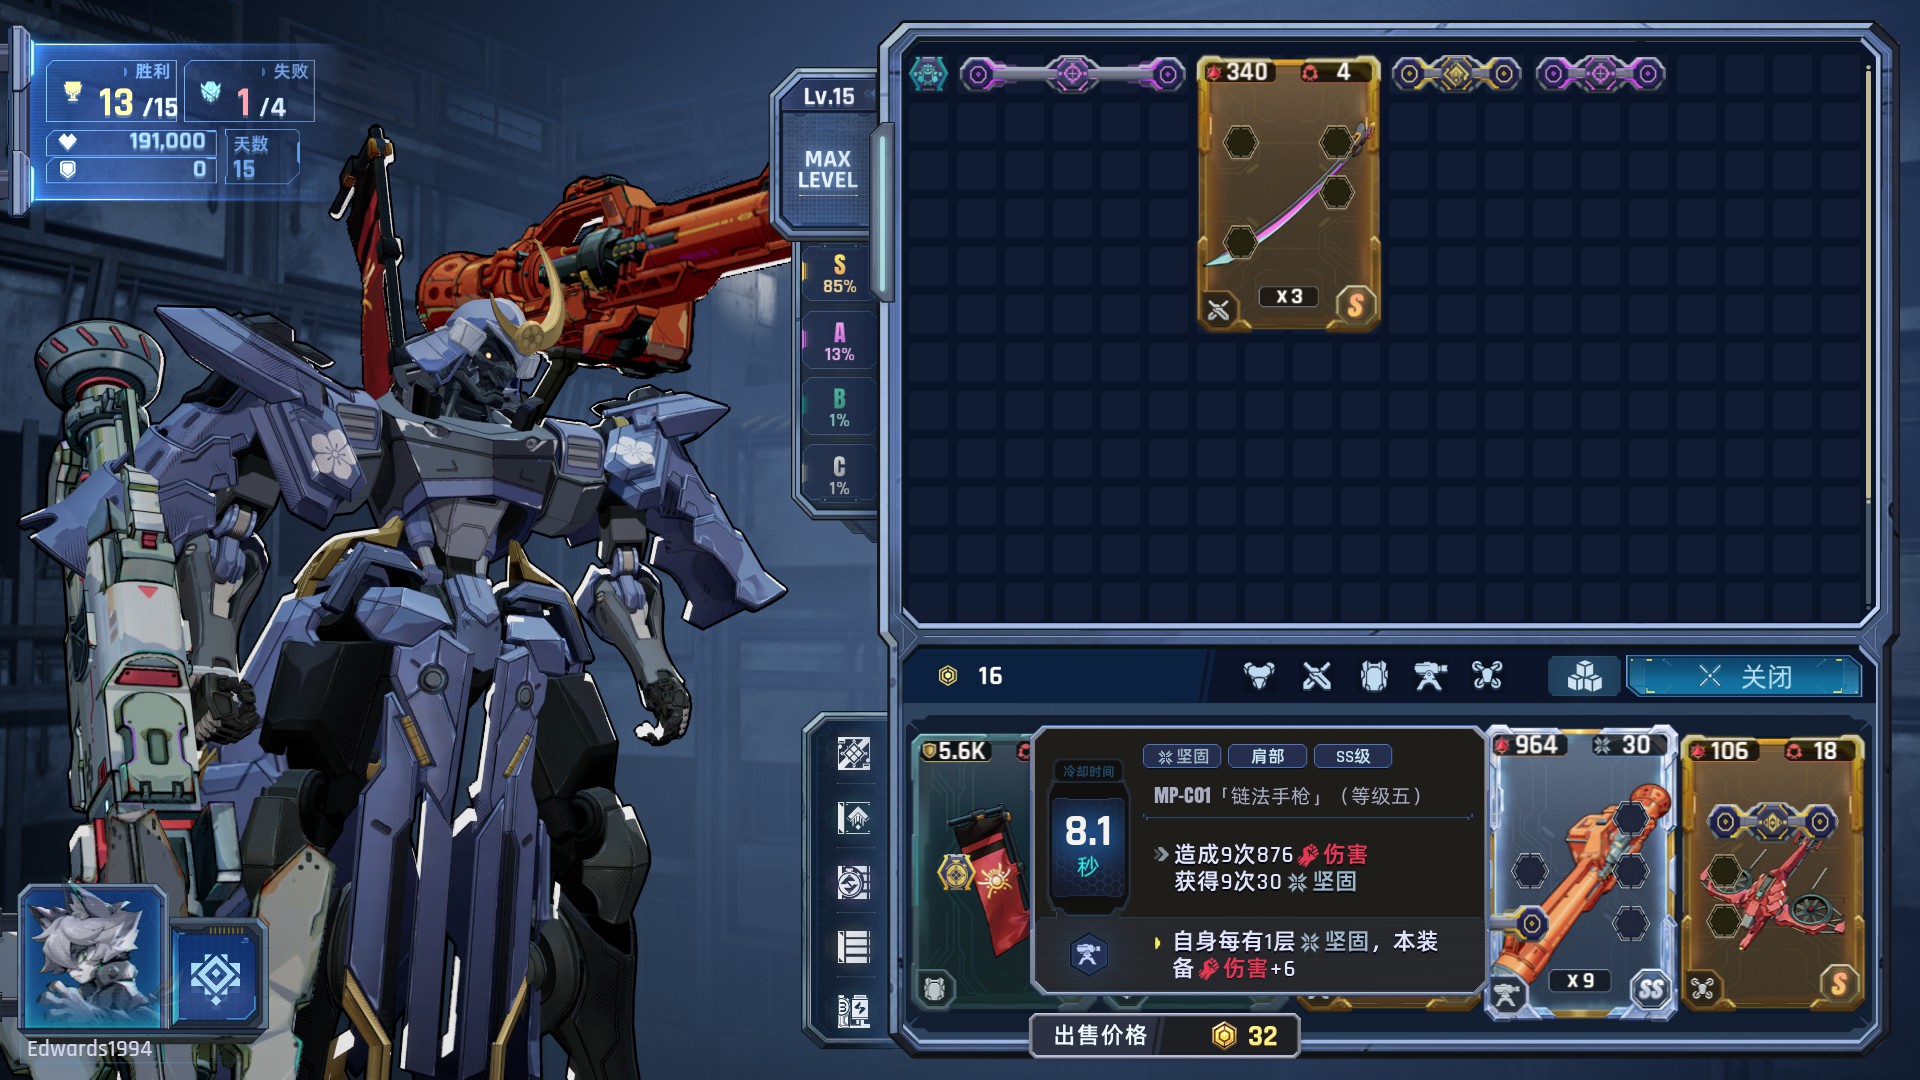 胜利
13 /15
失败
1 /4
191,000
0
天数
15
Lv.15
MAX
LEVEL
S
85%
A
13%
B
1%
C
1%
340
4
x 3
S
16
关闭
5.6K
冷却时间
8.1
秒
坚固
肩部
SS级
MP-C01「链法手枪」（等级五）
造成9次876 伤害
获得9次30 坚固
自身每有1层 坚固，本装
备 伤害+6
出售价格
32
964
30
x 9
SS
106
18
S
Edwards1994